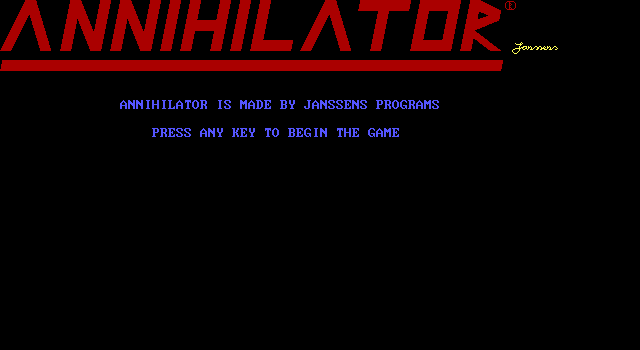 ANNIHILATOR ®
Janssens
ANNIHILATOR IS MADE BY JANSSENS PROGRAMS
PRESS ANY KEY TO BEGIN THE GAME